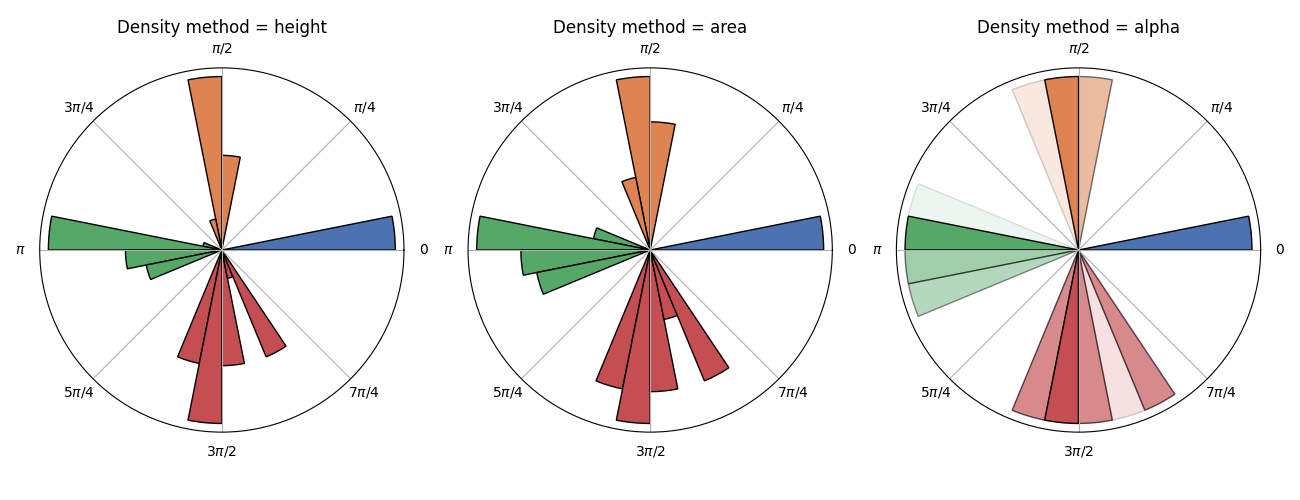 Density method = height
π/2
3π/4
π/4
π
0
5π/4
7π/4
3π/2
Density method = area
π/2
3π/4
π/4
π
0
5π/4
7π/4
3π/2
Density method = alpha
π/2
3π/4
π/4
π
0
5π/4
7π/4
3π/2